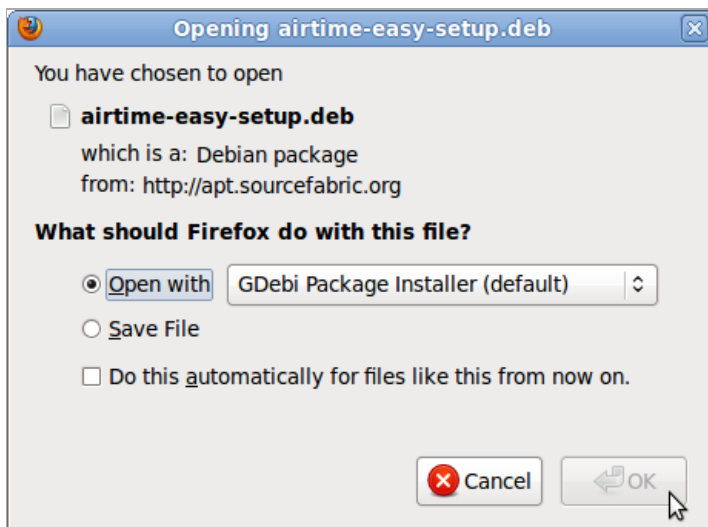 Opening airtime-easy-setup.deb
You have chosen to open
airtime-easy-setup.deb
which is a: Debian package
from: http://apt.sourcefabric.org
What should Firefox do with this file?
Open with GDebi Package Installer (default)
Save File
Do this automatically for files like this from now on.
Cancel OK